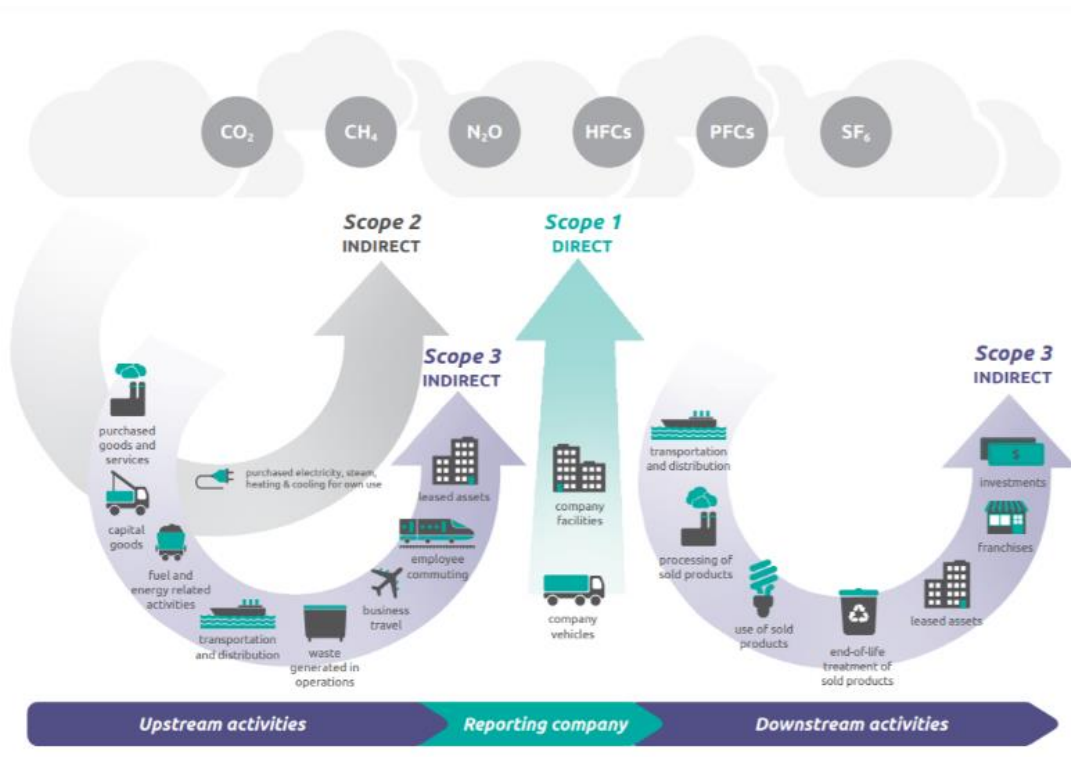 CO₂
CH₄
N₂O
HFCs
PFCs
SF₆
Scope 2
INDIRECT
Scope 1
DIRECT
Scope 3
INDIRECT
Scope 3
INDIRECT
purchased
goods and
services
capital
goods
fuel and
energy related
activities
transportation
and distribution
waste
generated in
operations
business
travel
employee
commuting
leased assets
purchased electricity, steam,
heating & cooling for own use
company
facilities
company
vehicles
transportation
and distribution
processing of
sold products
use of sold
products
end-of-life
treatment of
sold products
leased assets
franchises
investments
$
Upstream activities
Reporting company
Downstream activities